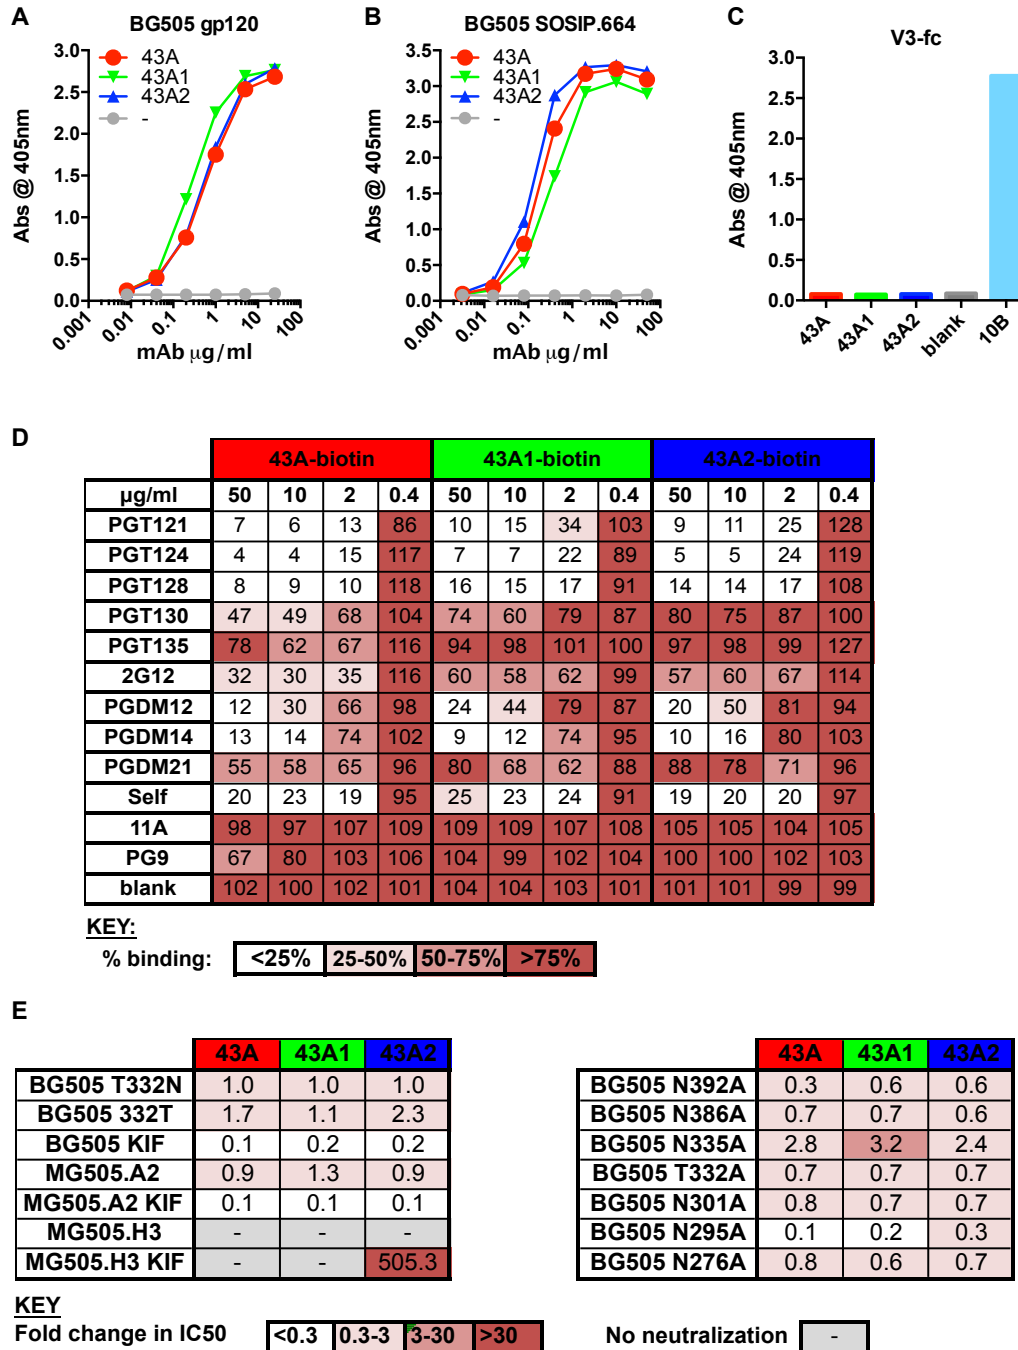 A
BG505 gp120
3.0
2.5
2.0
1.5
1.0
0.5
0.0
Abs @ 405nm
43A
43A1
43A2
-
0.001
0.01
0.1
1
10
100
mAb µg/ml
B
BG505 SOSIP.664
3.5
3.0
2.5
2.0
1.5
1.0
0.5
0.0
Abs @ 405nm
43A
43A1
43A2
-
0.001
0.01
0.1
1
10
100
mAb µg/ml
C
V3-fc
3.0
2.5
2.0
1.5
1.0
0.5
0.0
Abs @ 405nm
43A
43A1
43A2
blank
10B
D
43A-biotin 43A1-biotin 43A2-biotin
µg/ml 50 10 2 0.4 50 10 2 0.4 50 10 2 0.4
PGT121 7 6 13 86 10 15 34 103 9 11 25 128
PGT124 4 4 15 117 7 7 22 89 5 5 24 119
PGT128 8 9 10 118 16 15 17 91 14 14 17 108
PGT130 47 49 68 104 74 60 79 87 80 75 87 100
PGT135 78 62 67 116 94 98 101 100 97 98 99 127
2G12 32 30 35 116 60 58 62 99 57 60 67 114
PGDM12 12 30 66 98 24 44 79 87 20 50 81 94
PGDM14 13 14 74 102 9 12 74 95 10 16 80 103
PGDM21 55 58 65 96 80 68 62 88 88 78 71 96
Self 20 23 19 95 25 23 24 91 19 20 20 97
11A 98 97 107 109 109 109 107 108 105 105 104 105
PG9 67 80 103 106 104 99 102 104 100 100 102 103
blank 102 100 102 101 104 104 103 101 101 101 99 99
KEY:
% binding: <25% 25-50% 50-75% >75%
E
43A 43A1 43A2
BG505 T332N 1.0 1.0 1.0
BG505 332T 1.7 1.1 2.3
BG505 KIF 0.1 0.2 0.2
MG505.A2 0.9 1.3 0.9
MG505.A2 KIF 0.1 0.1 0.1
MG505.H3 - - -
MG505.H3 KIF - - 505.3
43A 43A1 43A2
BG505 N392A 0.3 0.6 0.6
BG505 N386A 0.7 0.7 0.6
BG505 N335A 2.8 3.2 2.4
BG505 T332A 0.7 0.7 0.7
BG505 N301A 0.8 0.7 0.7
BG505 N295A 0.1 0.2 0.3
BG505 N276A 0.8 0.6 0.7
KEY
Fold change in IC50 <0.3 0.3-3 3-30 >30
No neutralization -